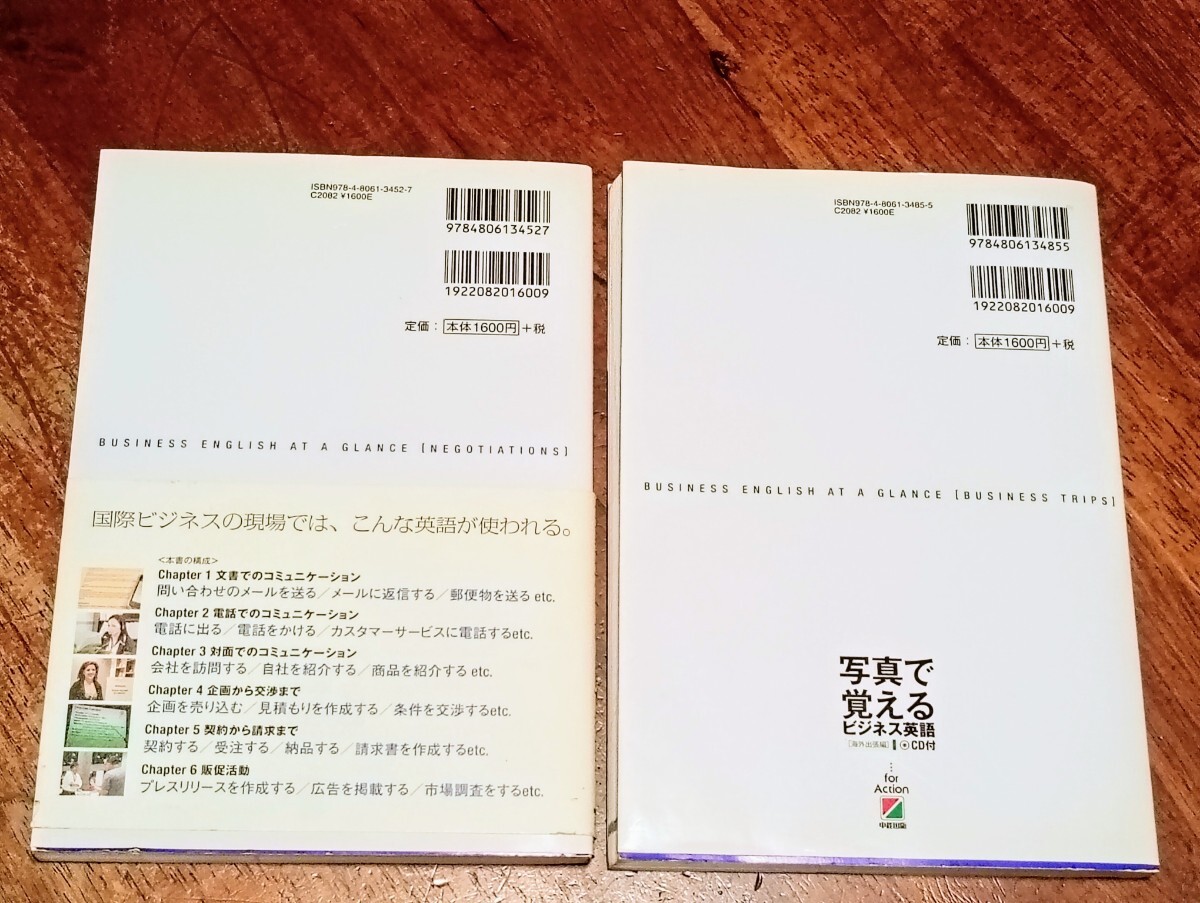 ISBN978-4-8061-3452-7
C2082 ¥1600E
9784806134527
1922082016009
定価：本体1600円＋税
BUSINESS ENGLISH AT A GLANCE [NEGOTIATIONS]
国際ビジネスの現場では、こんな英語が使われる。
＜本書の構成＞
Chapter 1 文書でのコミュニケーション
問い合わせのメールを送る／メールに返信する／郵便物を送る etc.
Chapter 2 電話でのコミュニケーション
電話に出る／電話をかける／カスタマーサービスに電話するetc.
Chapter 3 対面でのコミュニケーション
会社を訪問する／自社を紹介する／商品を紹介する etc.
Chapter 4 企画から交渉まで
企画を売り込む／見積もりを作成する／条件を交渉するetc.
Chapter 5 契約から請求まで
契約する／受注する／納品する／請求書を作成するetc.
Chapter 6 販促活動
プレスリリースを作成する／広告を掲載する／市場調査をするetc.
ISBN978-4-8061-3485-5
C2082 ¥1600E
9784806134855
1922082016009
定価：本体1600円＋税
BUSINESS ENGLISH AT A GLANCE [BUSINESS TRIPS]
写真で
覚える
ビジネス英語
［海外出張編］ CD付
for
Action
中経出版